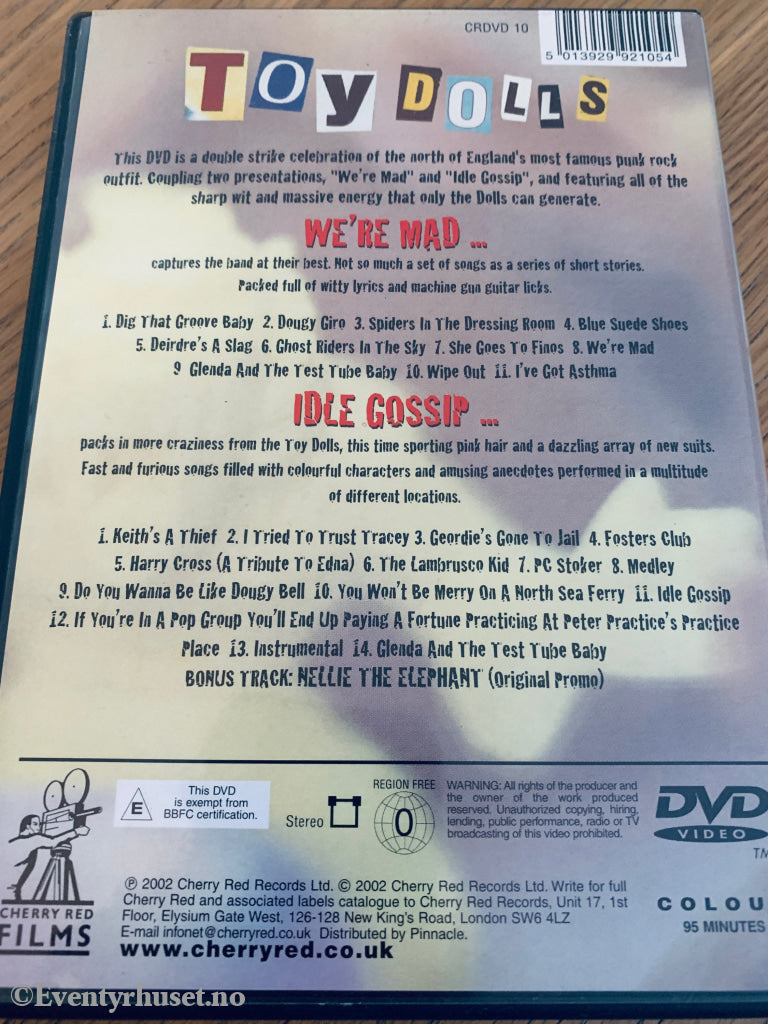 CRDVD 10
5 013929 921054
TOY DOLLS
This DVD is a double strike celebration of the north of England's most famous punk rock
outfit. Coupling two presentations, "We're Mad" and "Idle Gossip", and featuring all of the
sharp wit and massive energy that only the Dolls can generate.
WE'RE MAD ...
captures the band at their best. Not so much a set of songs as a series of short stories.
Packed full of witty lyrics and machine gun guitar licks.
1. Dig That Groove Baby 2. Dougy Giro 3. Spiders In The Dressing Room 4. Blue Suede Shoes
5. Deirdre's A Slag 6. Ghost Riders In The Sky 7. She Goes To Finos 8. We're Mad
9 Glenda And The Test Tube Baby 10. Wipe Out 11. I've Got Asthma
IDLE GOSSIP ...
packs in more craziness from the Toy Dolls, this time sporting pink hair and a dazzling array of new suits.
Fast and furious songs filled with colourful characters and amusing anecdotes performed in a multitude
of different locations.
1. Keith's A Thief 2. I Tried To Trust Tracey 3. Geordie's Gone To Jail 4. Fosters Club
5. Harry Cross (A Tribute To Edna) 6. The Lambrusco Kid 7. PC Stoker 8. Medley
9. Do You Wanna Be Like Dougy Bell 10. You Won't Be Merry On A North Sea Ferry 11. Idle Gossip
12. If You're In A Pop Group You'll End Up Paying A Fortune Practicing At Peter Practice's Practice
Place 13. Instrumental 14. Glenda And The Test Tube Baby
BONUS TRACK: NELLIE THE ELEPHANT (Original Promo)
CHERRY RED
FILMS
E
This DVD
is exempt from
BBFC certification.
Stereo
REGION FREE
0
WARNING: All rights of the producer and
the owner of the work produced
reserved. Unauthorized copying, hiring,
lending, public performance, radio or TV
broadcasting of this video prohibited.
DVD
VIDEO
TM
℗ 2002 Cherry Red Records Ltd. © 2002 Cherry Red Records Ltd. Write for full
Cherry Red and associated labels catalogue to Cherry Red Records, Unit 17, 1st
Floor, Elysium Gate West, 126-128 New King's Road, London SW6 4LZ
E-mail infonet@cherryred.co.uk Distributed by Pinnacle.
www.cherryred.co.uk
COLOU
95 MINUTES
©Eventyrhuset.no